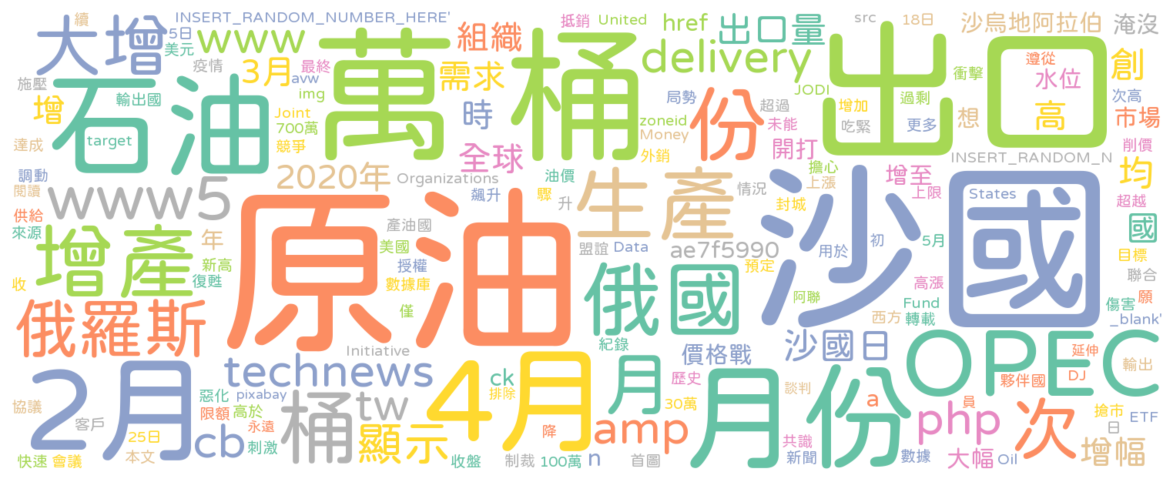 續
INSERT_RANDOM_NUMBER_HERE'
抵銷
United
href
出口量
src
18日
沙烏地阿拉伯
淹沒
大增
5日
美元
www
組織
萬桶
delivery
出口
衝擊
遵從
水位
創
施壓
疫情
3月
最終
avw
需求
局勢
JODI
超過
增加
過剩
次高
增
輸出國
img
Joint
700萬
競爭
時
zoneid
Money
份
未能
吃緊
更多
想
高
市場
石油
target
達成
全球
外銷
開打
INSERT_RANDOM_N
削價
調動
閱讀
2020年
Organizations
油價
飆升
驟
升
生產
情況
擔心
上漲
封城
增至
上限
States
均
超越
www5
供給
來源
增產
年
新高
復甦
收
原油
產油國
美國
授權
數據庫
僅
盟誼
Data
ae7f5990
預定
用於
初
5月
沙國
國
目標
聯合
俄羅斯
俄國
阿聯
高漲
Fund
轉載
西方
願
傷害
_blank'
Initiative
紀錄
價格戰
沙國日
OPEC
延伸
輸出
夥伴國
DJ
2月
technews
4月
ck
排除
月
歷史
30萬
月份
談判
a
員
搶市
日
ETF
協議
客戶
惡化
pixabay
限額
高於
永遠
刺激
cb
桶
tw
顯示
收盤
降
amp
共識
新聞
php
次
增幅
快速
會議
25日
本文
制裁
100萬
n
首圖
數據
大幅
Oil